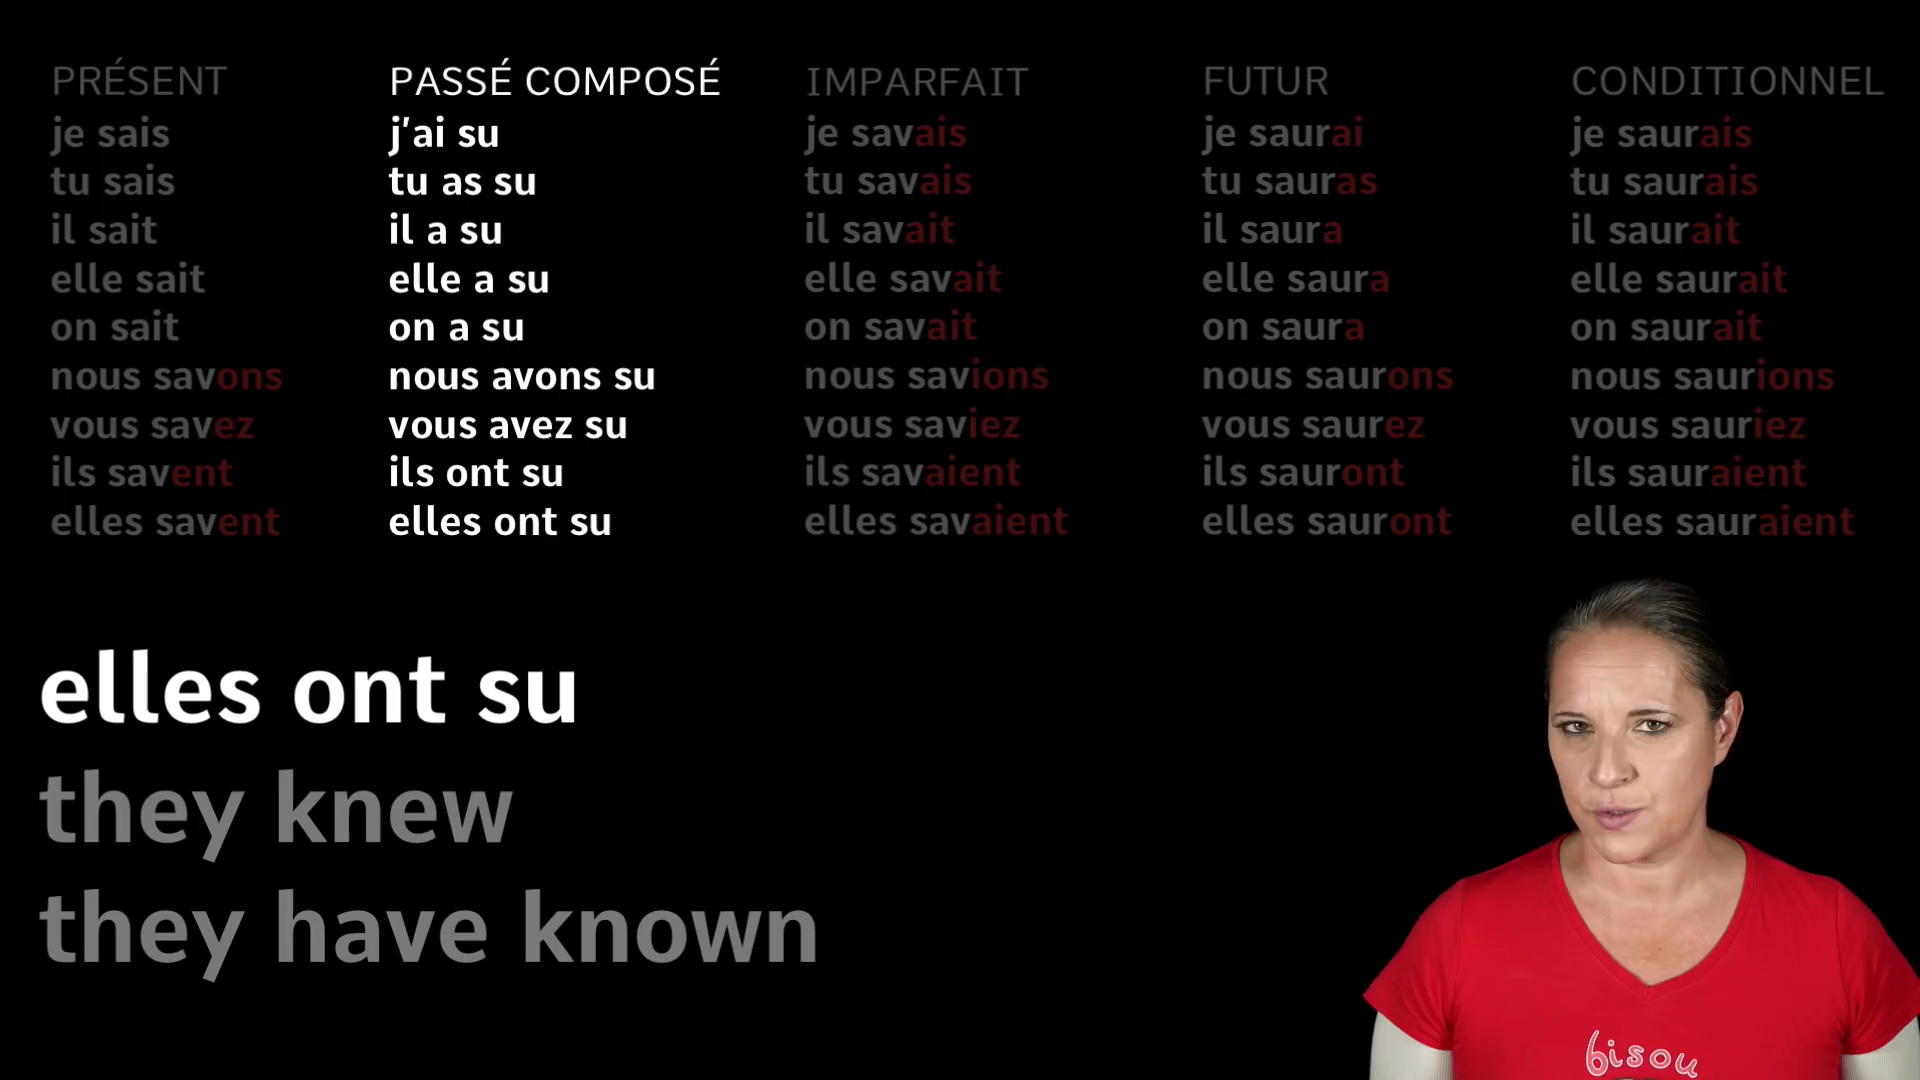 PRÉSENT
je sais
tu sais
il sait
elle sait
on sait
nous savons
vous savez
ils savent
elles savent
PASSÉ COMPOSÉ
j'ai su
tu as su
il a su
elle a su
on a su
nous avons su
vous avez su
ils ont su
elles ont su
IMPARFAIT
je savais
tu savais
il savait
elle savait
on savait
nous savions
vous saviez
ils savaient
elles savaient
FUTUR
je saurai
tu sauras
il saura
elle saura
on saura
nous saurons
vous saurez
ils sauront
elles sauront
CONDITIONNEL
je saurais
tu saurais
il saurait
elle saurait
on saurait
nous saurions
vous sauriez
ils sauraient
elles sauraient
elles ont su
they knew
they have known
bisou